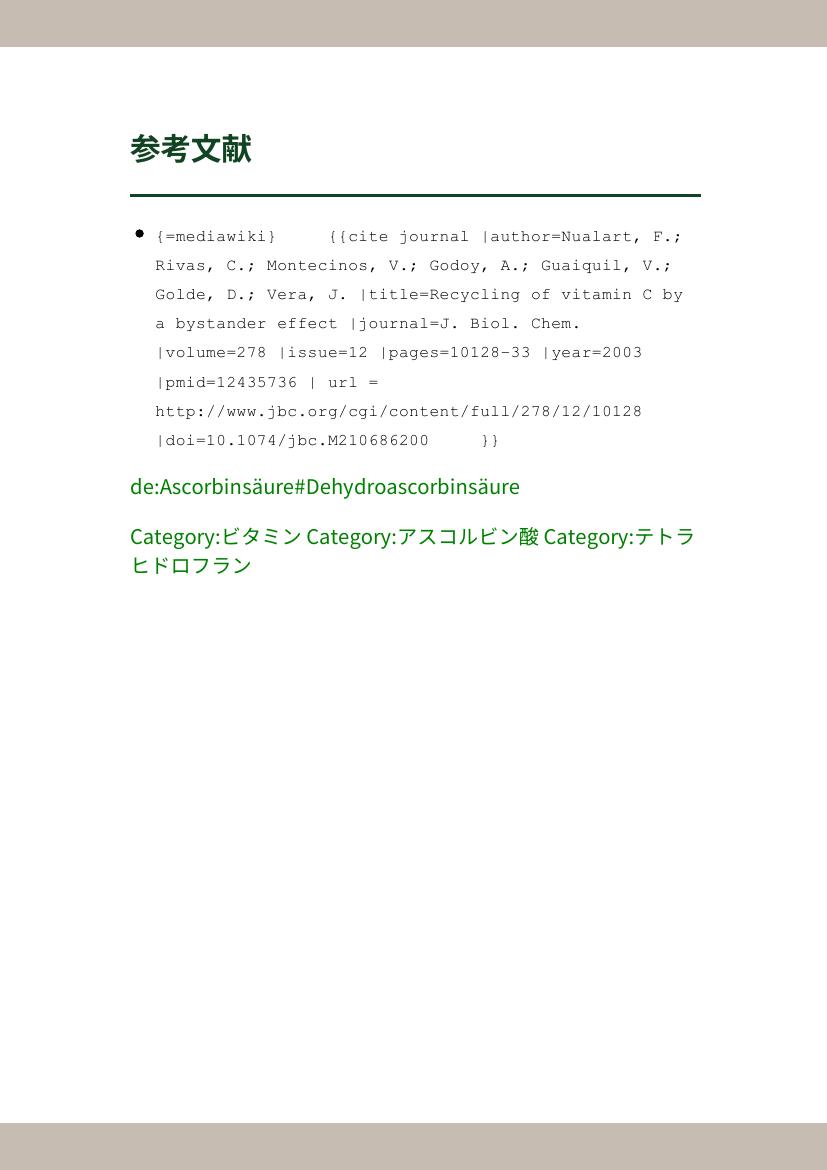 参考文献
• {=mediawiki}     {{cite journal |author=Nualart, F.;
Rivas, C.; Montecinos, V.; Godoy, A.; Guaiquil, V.;
Golde, D.; Vera, J. |title=Recycling of vitamin C by
a bystander effect |journal=J. Biol. Chem.
|volume=278 |issue=12 |pages=10128-33 |year=2003
|pmid=12435736 | url =
http://www.jbc.org/cgi/content/full/278/12/10128
|doi=10.1074/jbc.M210686200     }}
de:Ascorbinsäure#Dehydroascorbinsäure
Category:ビタミン Category:アスコルビン酸 Category:テトラ
ヒドロフラン